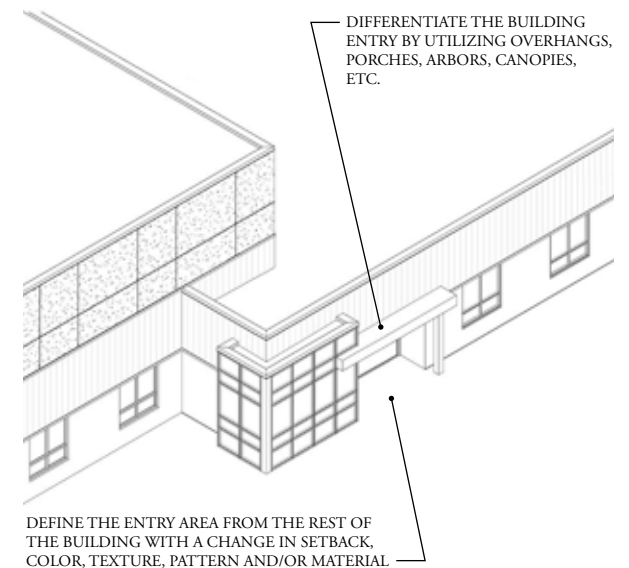 DIFFERENTIATE THE BUILDING
ENTRY BY UTILIZING OVERHANGS,
PORCHES, ARBORS, CANOPIES,
ETC.
DEFINE THE ENTRY AREA FROM THE REST OF
THE BUILDING WITH A CHANGE IN SETBACK,
COLOR, TEXTURE, PATTERN AND/OR MATERIAL